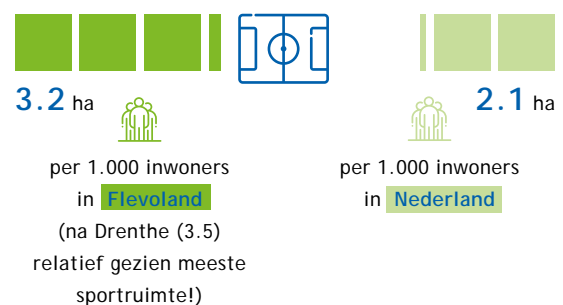 3.2 ha
per 1.000 inwoners
in Flevoland
(na Drenthe (3.5)
relatief gezien meeste
sportruimte!)
2.1 ha
per 1.000 inwoners
in Nederland